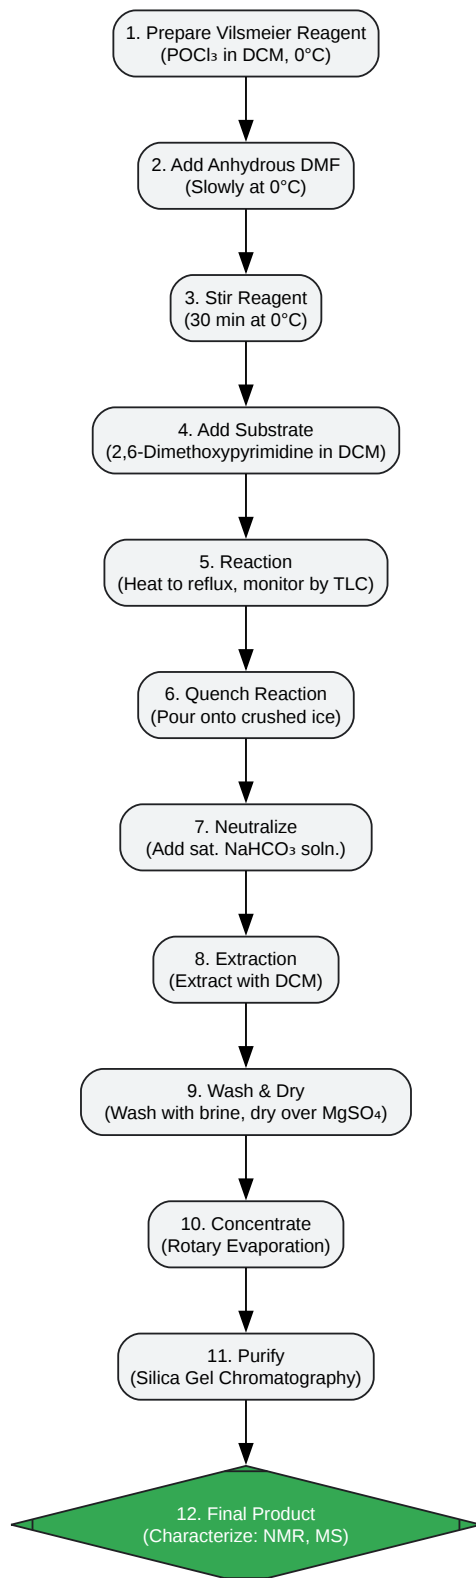 1. Prepare Vilsmeier Reagent
(POCl₃ in DCM, 0°C)
2. Add Anhydrous DMF
(Slowly at 0°C)
3. Stir Reagent
(30 min at 0°C)
4. Add Substrate
(2,6-Dimethoxypyrimidine in DCM)
5. Reaction
(Heat to reflux, monitor by TLC)
6. Quench Reaction
(Pour onto crushed ice)
7. Neutralize
(Add sat. NaHCO₃ soln.)
8. Extraction
(Extract with DCM)
9. Wash & Dry
(Wash with brine, dry over MgSO₄)
10. Concentrate
(Rotary Evaporation)
11. Purify
(Silica Gel Chromatography)
12. Final Product
(Characterize: NMR, MS)